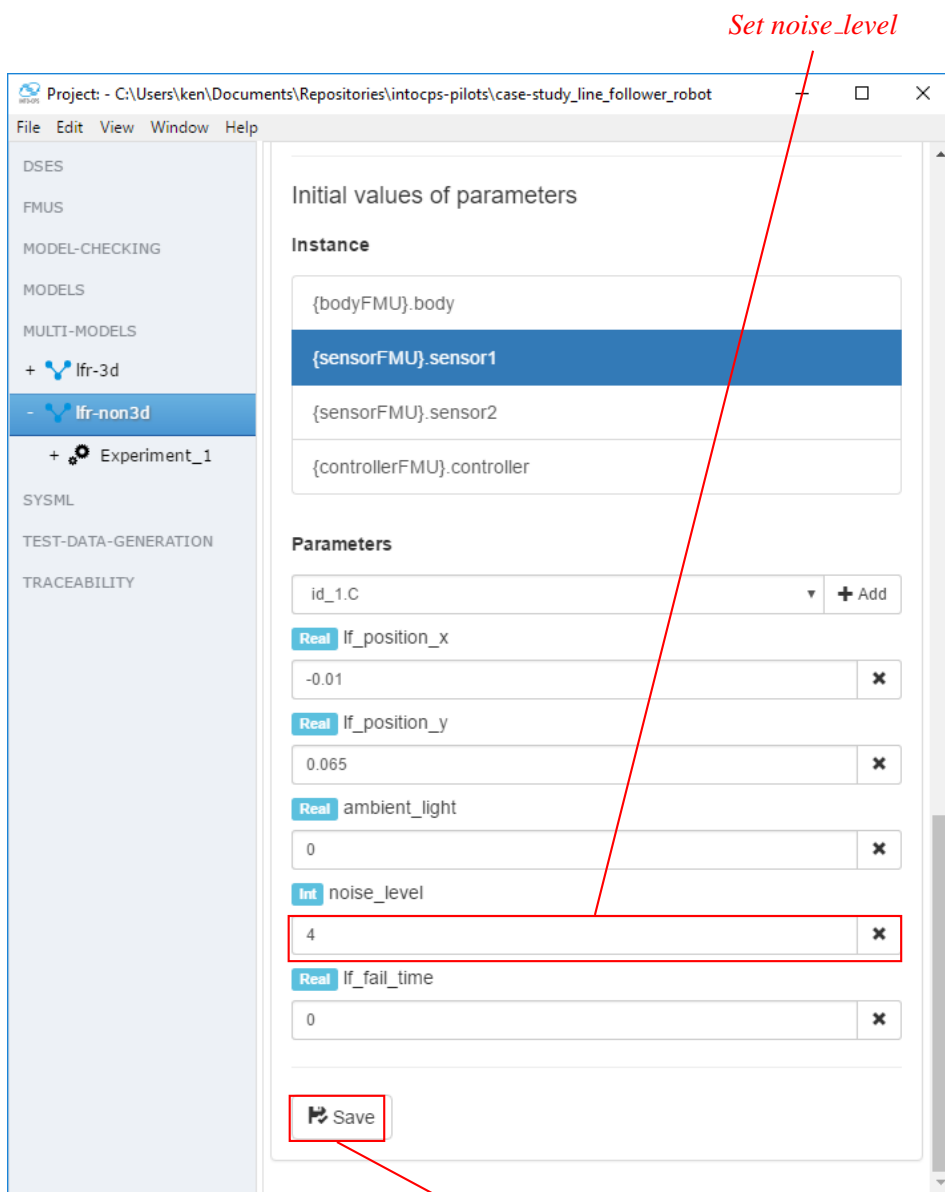 Set noise_level
Project: - C:\Users\ken\Documents\Repositories\intocps-pilots\case-study_line_follower_robot
File Edit View Window Help
DSES
FMUS
MODEL-CHECKING
MODELS
MULTI-MODELS
+ lfr-3d
- lfr-non3d
+ Experiment_1
SYSML
TEST-DATA-GENERATION
TRACEABILITY
Initial values of parameters
Instance
{bodyFMU}.body
{sensorFMU}.sensor1
{sensorFMU}.sensor2
{controllerFMU}.controller
Parameters
id_1.C
Add
Real lf_position_x
-0.01
Real lf_position_y
0.065
Real ambient_light
0
Int noise_level
4
Real lf_fail_time
0
Save